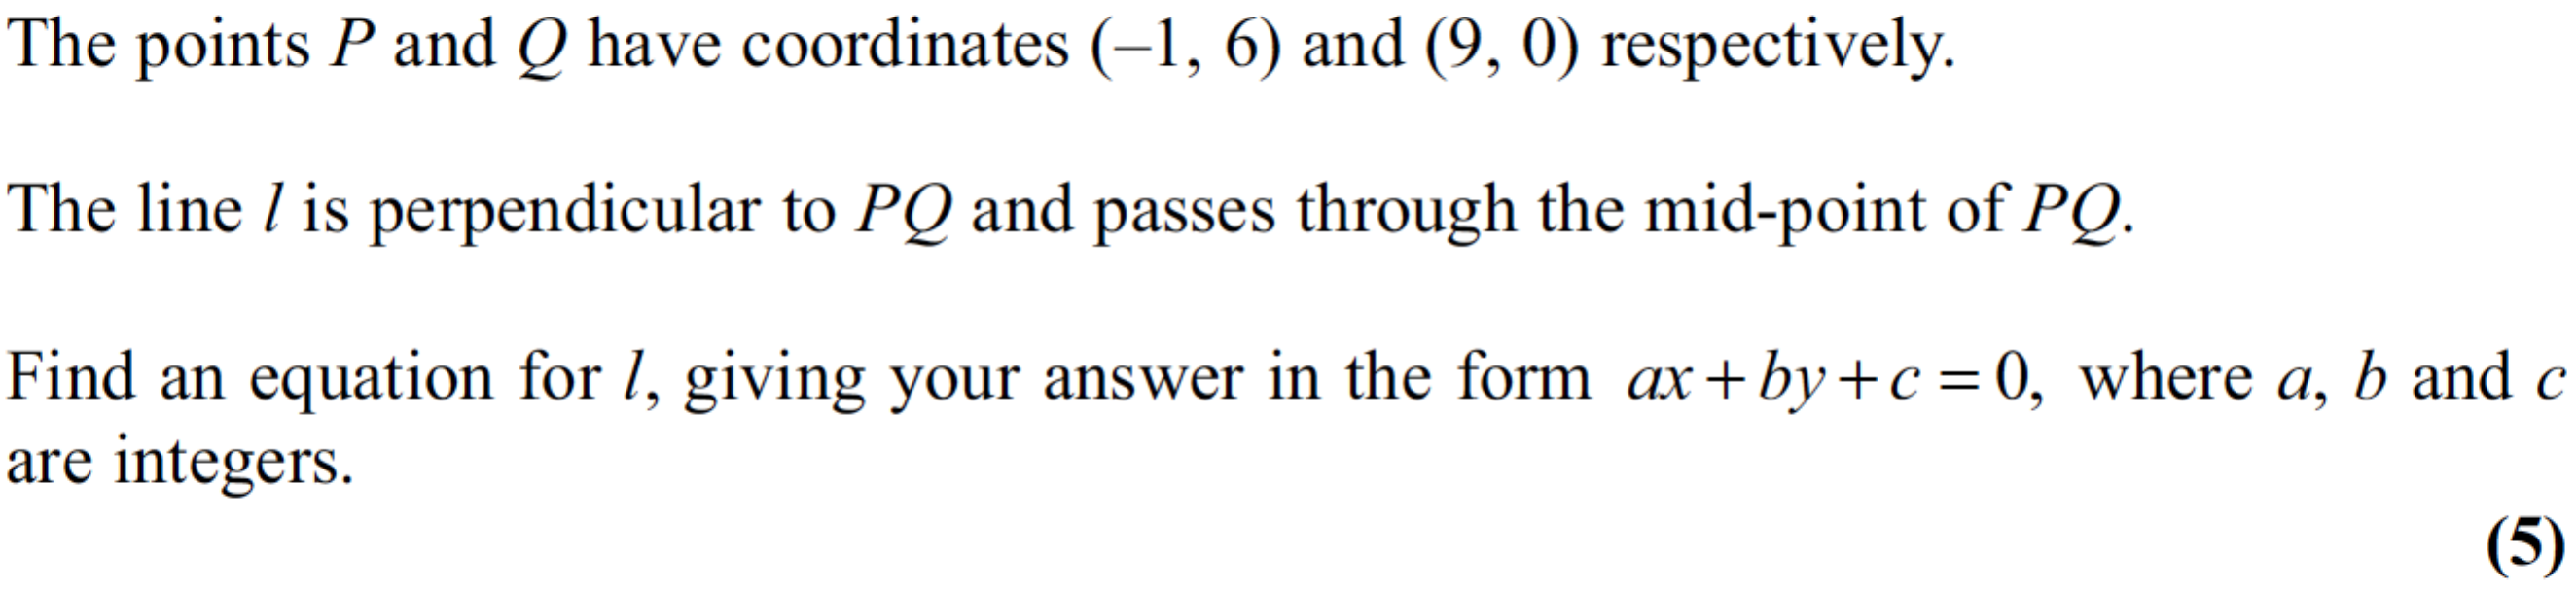 The points P and Q have coordinates (–1, 6) and (9, 0) respectively.
The line l is perpendicular to PQ and passes through the mid-point of PQ.
Find an equation for l, giving your answer in the form ax + by + c = 0, where a, b and c
are integers.
(5)